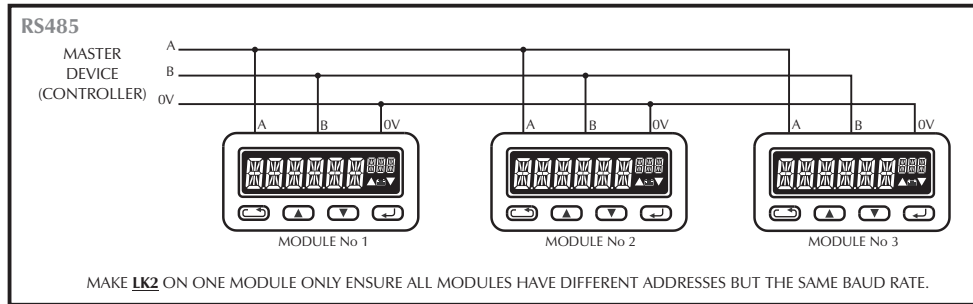 RS485
MASTER
DEVICE
(CONTROLLER)
A
B
0V
A B 0V
A B 0V
A B 0V
MODULE No 1
MODULE No 2
MODULE No 3
MAKE LK2 ON ONE MODULE ONLY ENSURE ALL MODULES HAVE DIFFERENT ADDRESSES BUT THE SAME BAUD RATE.